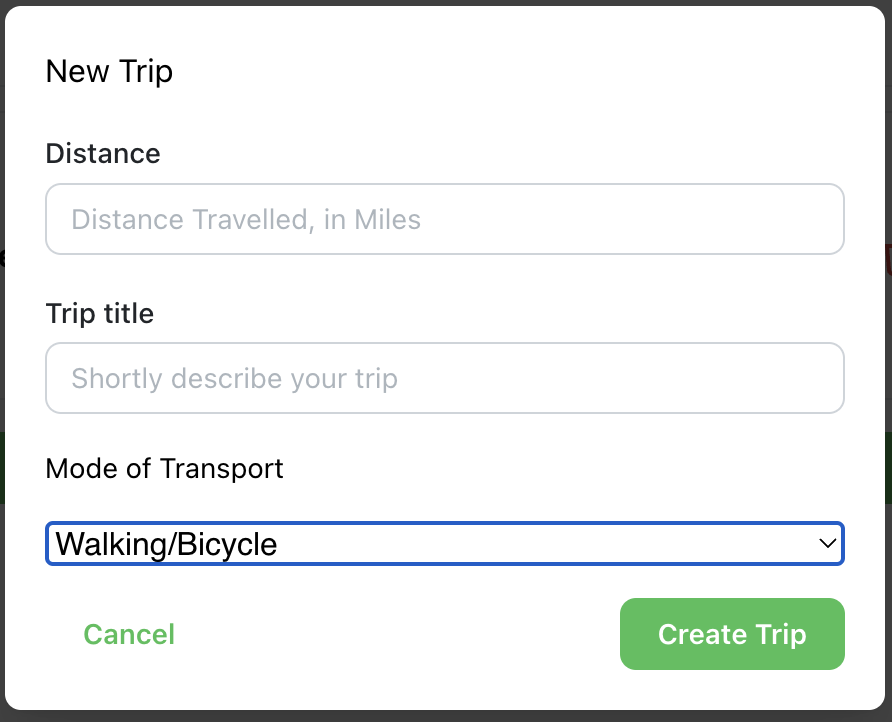 New Trip
Distance
Distance Travelled, in Miles
Trip title
Shortly describe your trip
Mode of Transport
Walking/Bicycle
Cancel
Create Trip